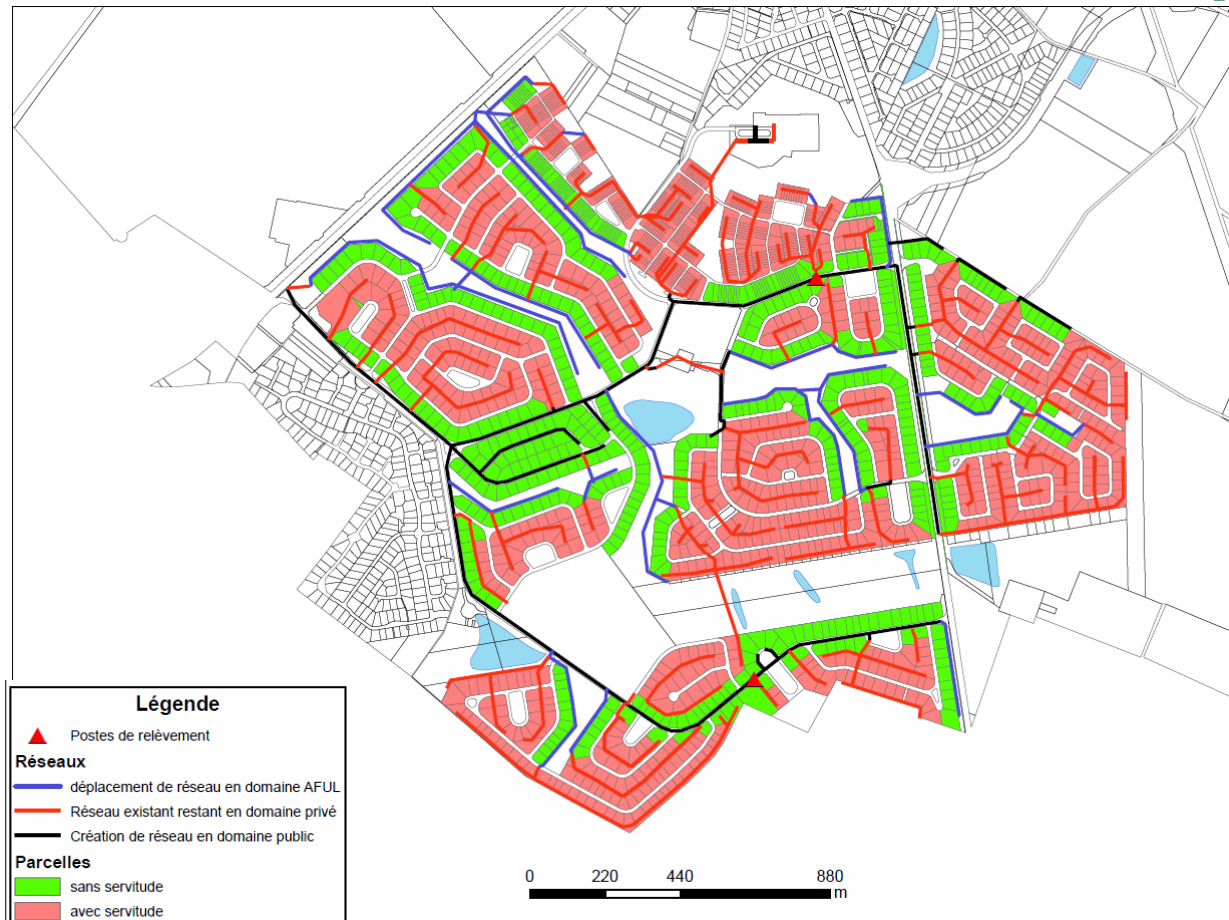 Légende
Postes de relèvement
Réseaux
déplacement de réseau en domaine AFUL
Réseau existant restant en domaine privé
Création de réseau en domaine public
Parcelles
sans servitude
avec servitude
0 220 440 880
m